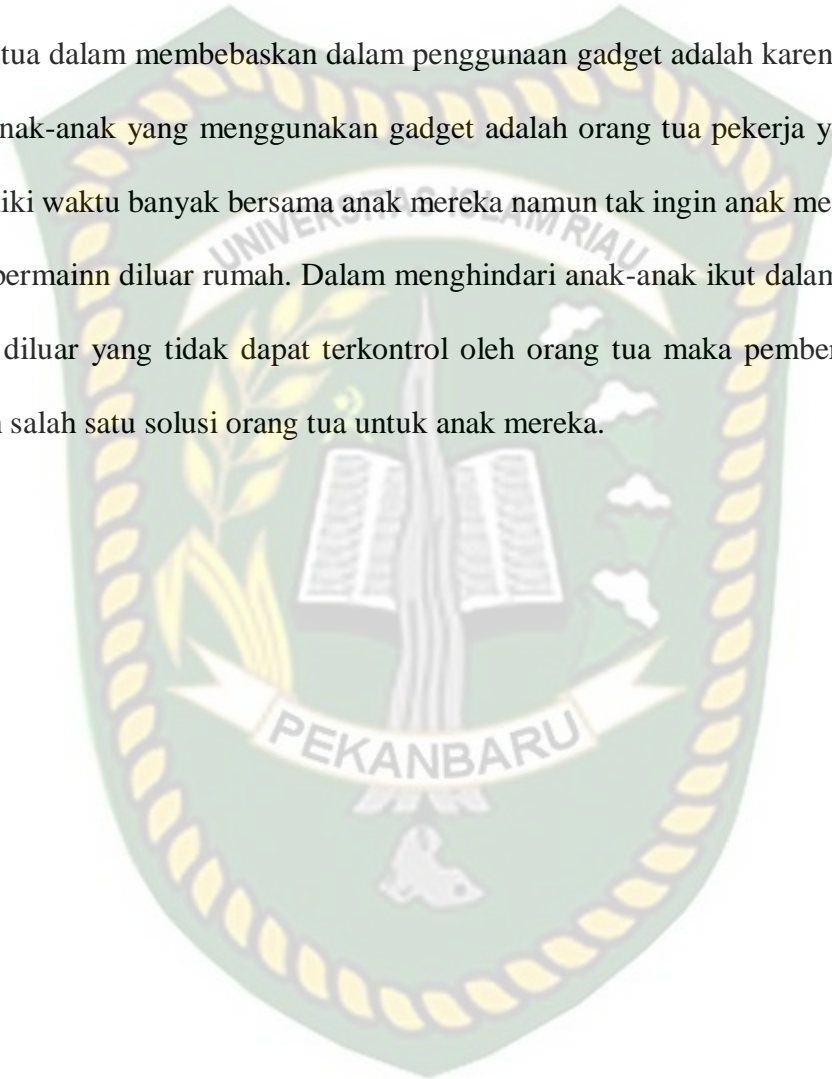 tua dalam membebaskan dalam penggunaan gadget adalah karen
nak-anak yang menggunakan gadget adalah orang tua pekerja y
iki waktu banyak bersama anak mereka namun tak ingin anak me
UNIVERSITAS ISLAM RIAU
bermainn diluar rumah. Dalam menghindari anak-anak ikut dalam
diluar yang tidak dapat terkontrol oleh orang tua maka pember
salah satu solusi orang tua untuk anak mereka.
PEKANBARU